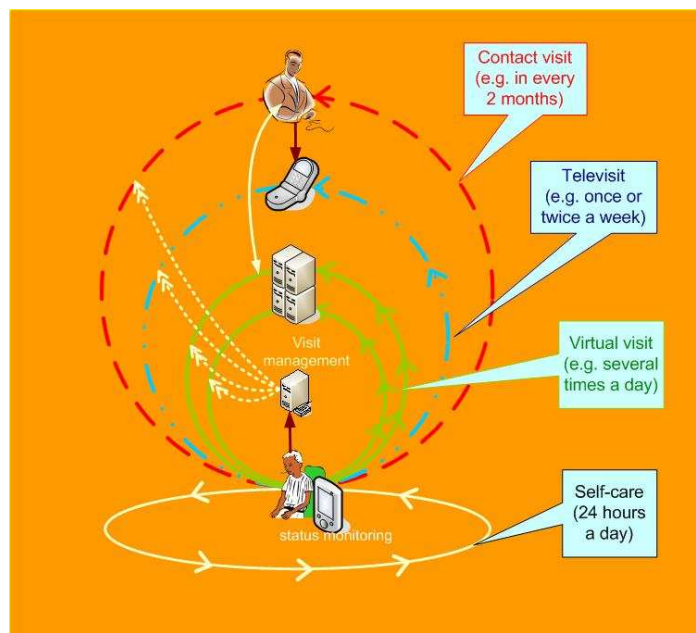 Contact visit
(e.g. in every
2 months)
Televisit
(e.g. once or
twice a week)
Visit
management
Virtual visit
(e.g. several
times a day)
Self-care
(24 hours
a day)
status monitoring